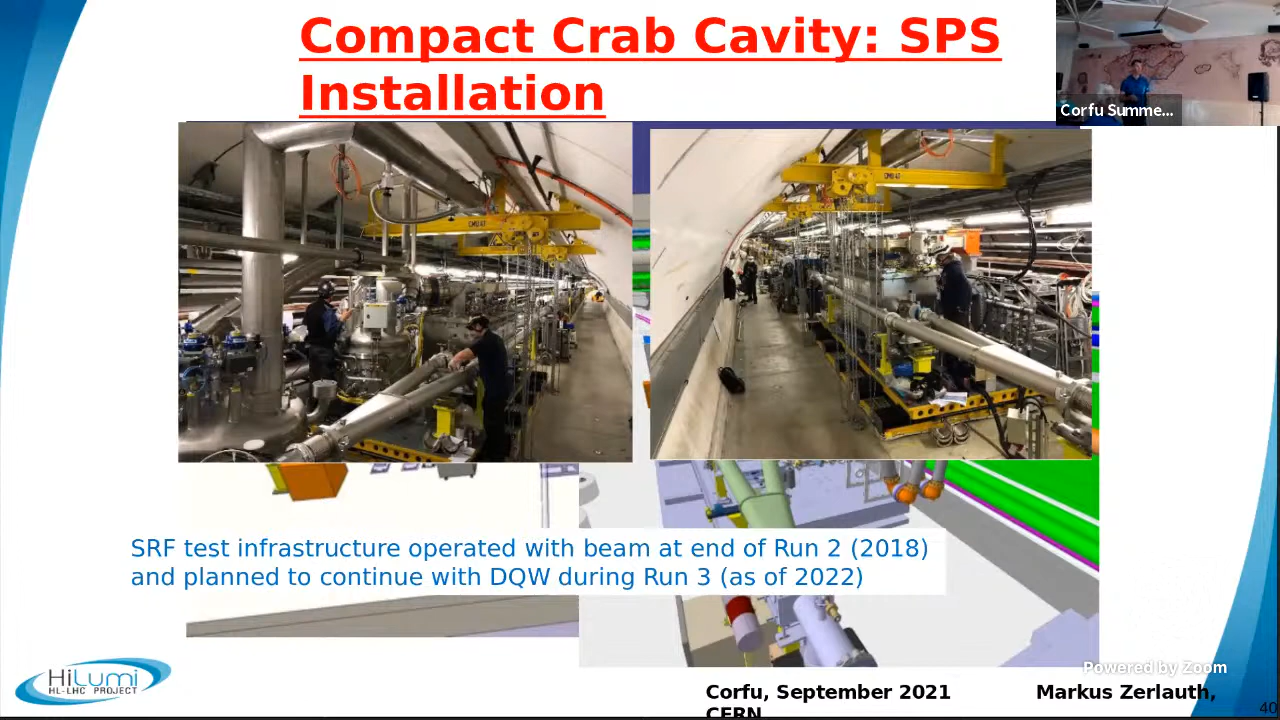 Compact Crab Cavity: SPS
Installation
Corfu Summe...
SRF test infrastructure operated with beam at end of Run 2 (2018)
and planned to continue with DQW during Run 3 (as of 2022)
HiLumi
HL-LHC PROJECT
Powered by Zoom
Corfu, September 2021 Markus Zerlauth,
CERN
40